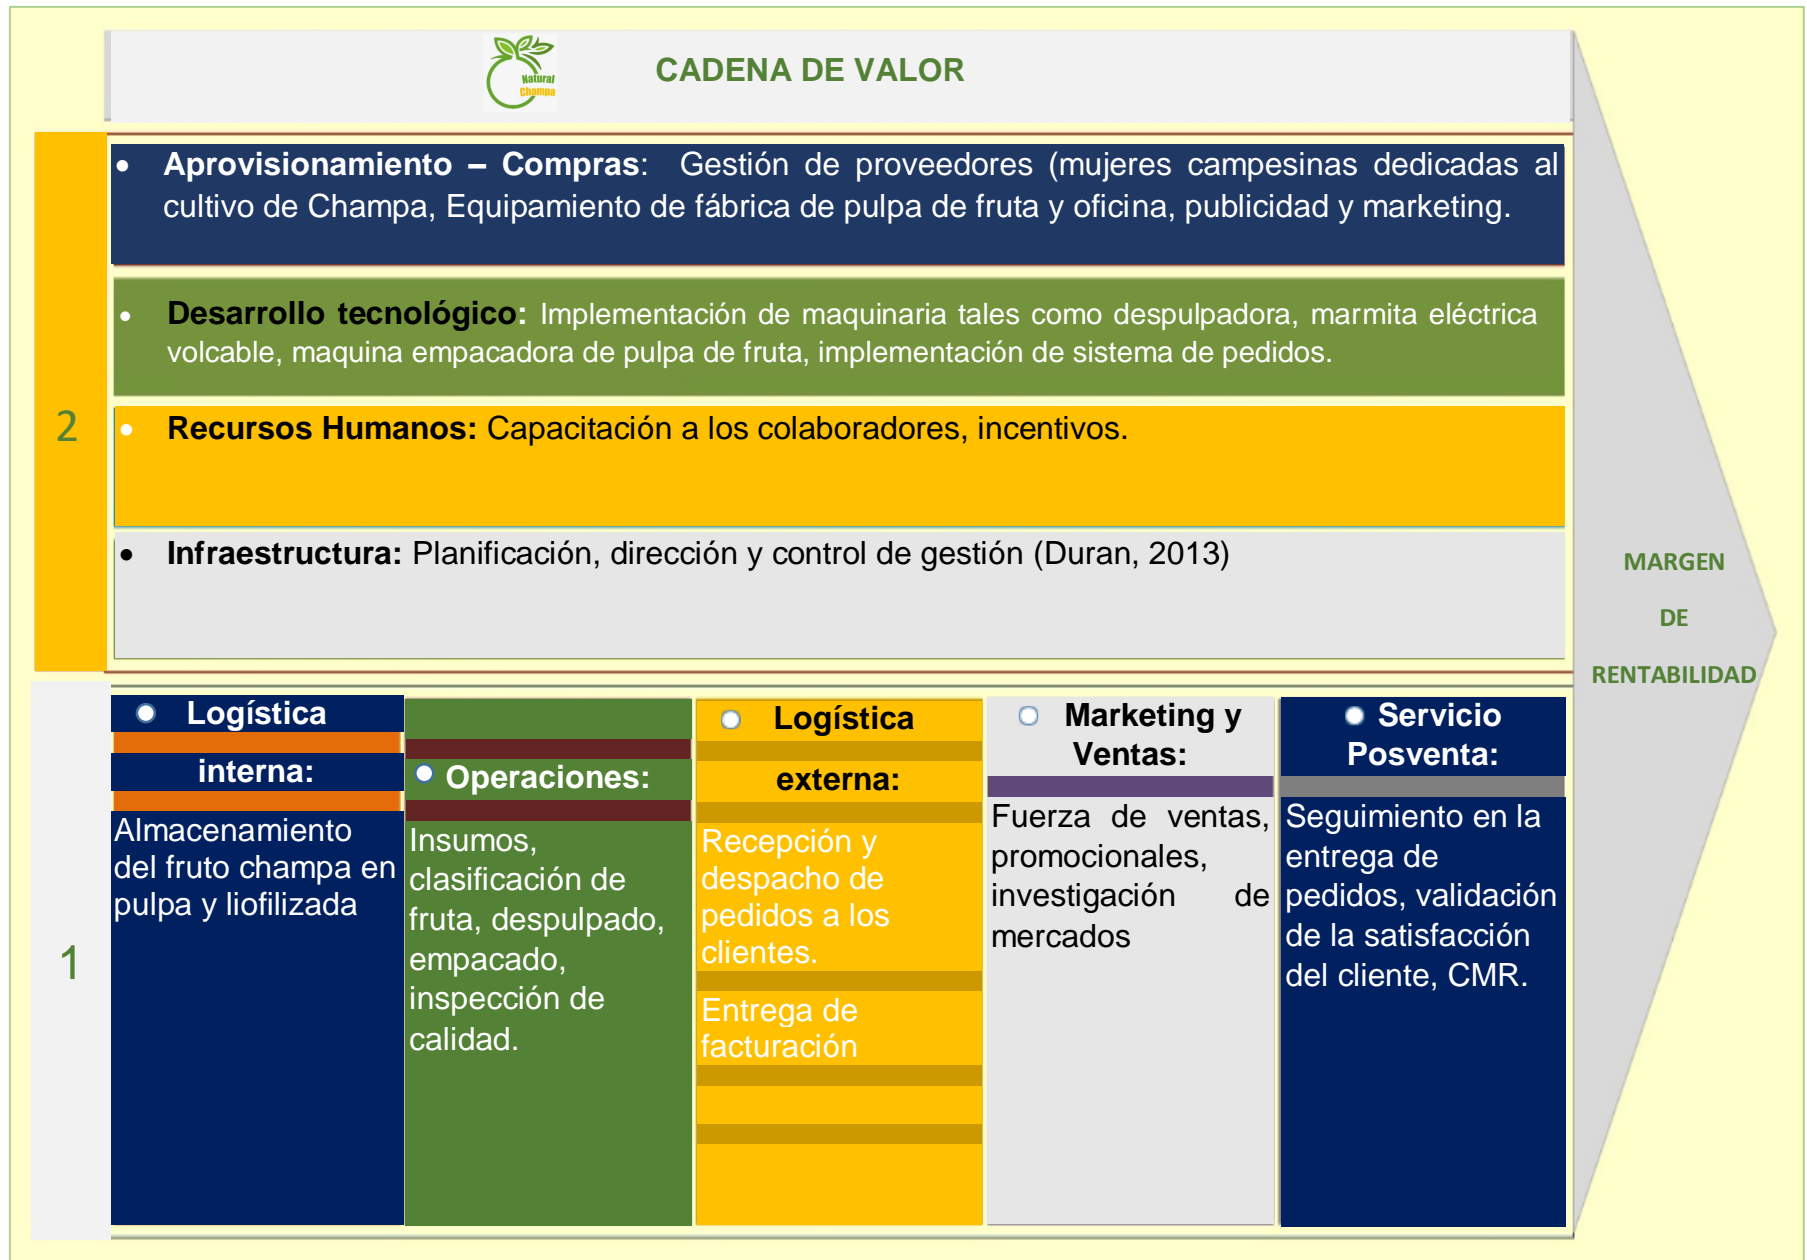 Natural
Champa
CADENA DE VALOR
2
• Aprovisionamiento – Compras: Gestión de proveedores (mujeres campesinas dedicadas al
cultivo de Champa, Equipamiento de fábrica de pulpa de fruta y oficina, publicidad y marketing.
• Desarrollo tecnológico: Implementación de maquinaria tales como despulpadora, marmita eléctrica
volcable, maquina empacadora de pulpa de fruta, implementación de sistema de pedidos.
• Recursos Humanos: Capacitación a los colaboradores, incentivos.
• Infraestructura: Planificación, dirección y control de gestión (Duran, 2013)
1
Logística
interna:
Almacenamiento
del fruto champa en
pulpa y liofilizada
Operaciones:
Insumos,
clasificación de
fruta, despulpado,
empacado,
inspección de
calidad.
Logística
externa:
Recepción y
despacho de
pedidos a los
clientes.
Entrega de
facturación
Marketing y
Ventas:
Fuerza de ventas,
promocionales,
investigación de
mercados
Servicio
Posventa:
Seguimiento en la
entrega de
pedidos, validación
de la satisfacción
del cliente, CMR.
MARGEN
DE
RENTABILIDAD